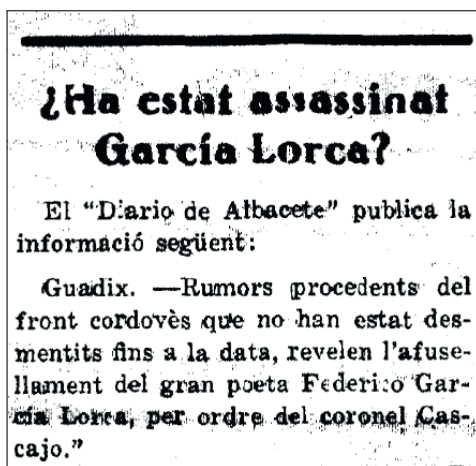 ¿Ha estat assassinat
García Lorca?
El "Diario de Albacete" publica la
informació següent:
Guadix. —Rumors procedents del
front cordovès que no han estat des-
mentits fins a la data, revelen l'afuse-
llament del gran poeta Federico Gar-
cía Lorca, per ordre del coronel Cas-
cajo."